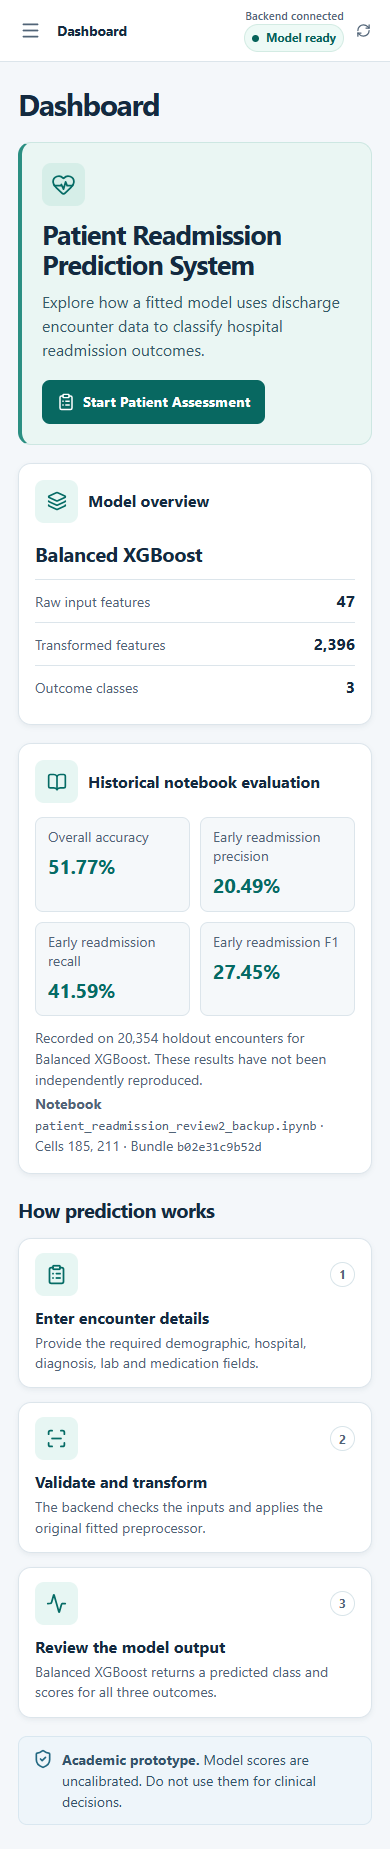 Backend connected
Dashboard
Model ready
Dashboard
Patient Readmission
Prediction System
Explore how a fitted model uses discharge
encounter data to classify hospital
readmission outcomes.
Start Patient Assessment
Model overview
Balanced XGBoost
Raw input features 47
Transformed features 2,396
Outcome classes 3
Historical notebook evaluation
Overall accuracy
51.77%
Early readmission
precision
20.49%
Early readmission
recall
41.59%
Early readmission F1
27.45%
Recorded on 20,354 holdout encounters for
Balanced XGBoost. These results have not been
independently reproduced.
Notebook
patient_readmission_review2_backup.ipynb ·
Cells 185, 211 · Bundle b02e31c9b52d
How prediction works
1
Enter encounter details
Provide the required demographic, hospital,
diagnosis, lab and medication fields.
2
Validate and transform
The backend checks the inputs and applies the
original fitted preprocessor.
3
Review the model output
Balanced XGBoost returns a predicted class and
scores for all three outcomes.
Academic prototype. Model scores are
uncalibrated. Do not use them for clinical
decisions.